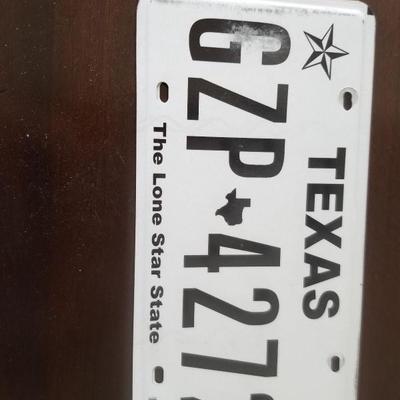 TEXAS
GZP 427
The Lone Star State